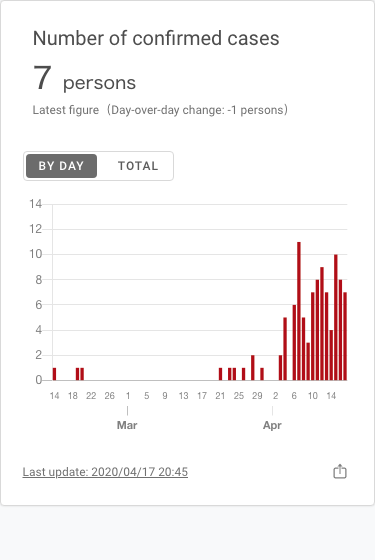 Number of confirmed cases
7 persons
Latest figure（Day-over-day change: -1 persons）
BY DAY TOTAL
14
12
10
8
6
4
2
0
14 18 22 26 1 5 9 13 17 21 25 29 2 6 10 14
Mar Apr
Last update: 2020/04/17 20:45